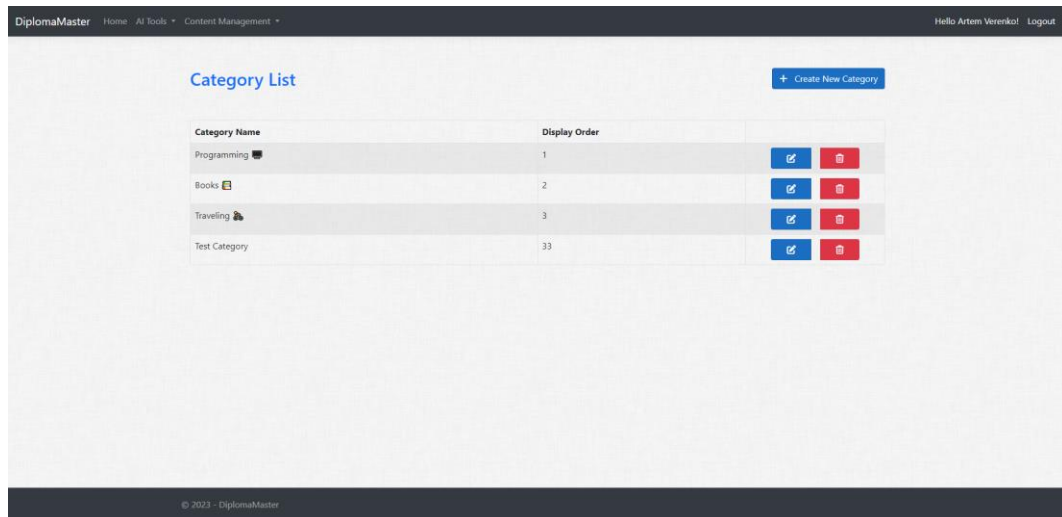 DiplomaMaster Home AI Tools Content Management Hello Artem Verenko! Logout
Category List + Create New Category
Category Name Display Order
Programming 1
Books 2
Traveling 3
Test Category 33
© 2023 - DiplomaMaster